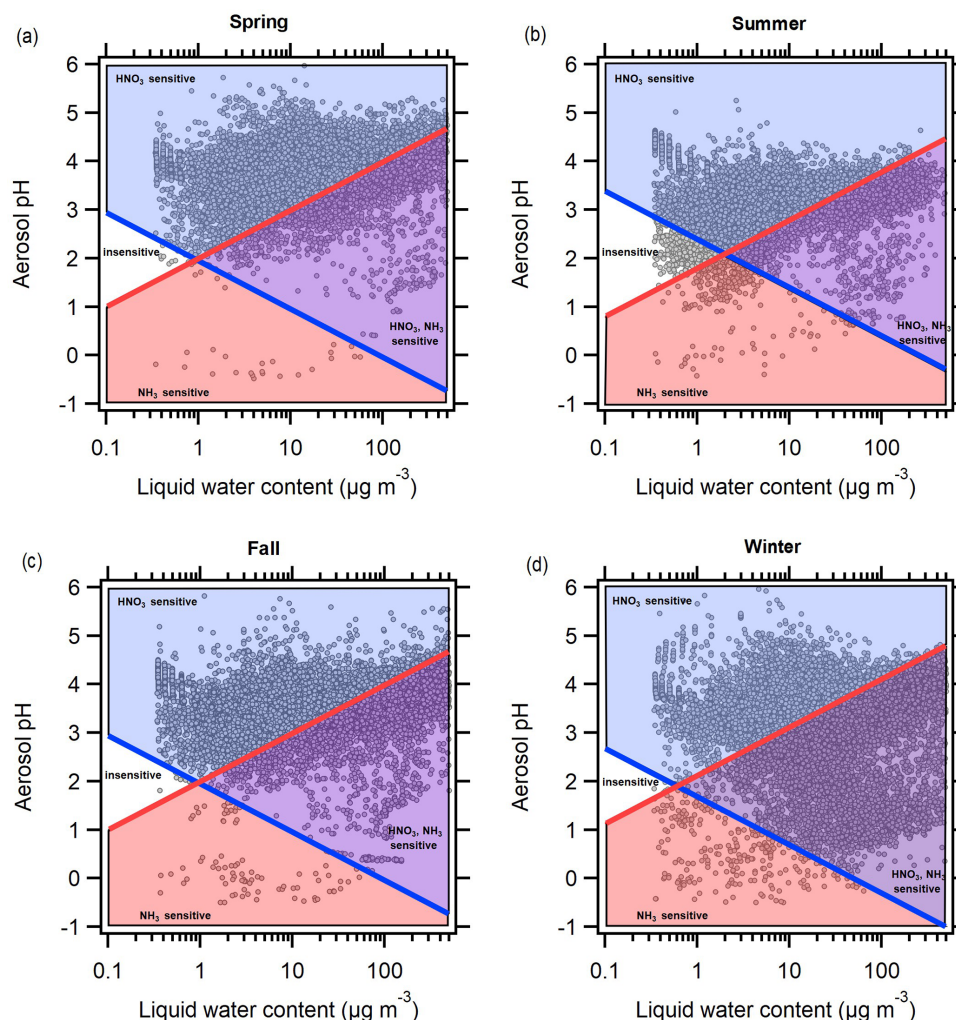 (a)
Spring
6
5
4
3
2
1
0
-1
Aerosol pH
HNO₃ sensitive
insensitive
HNO₃, NH₃
sensitive
NH₃ sensitive
0.1 1 10 100
Liquid water content (µg m⁻³)
(b)
Summer
6
5
4
3
2
1
0
-1
Aerosol pH
HNO₃ sensitive
insensitive
HNO₃, NH₃
sensitive
NH₃ sensitive
0.1 1 10 100
Liquid water content (µg m⁻³)
(c)
Fall
6
5
4
3
2
1
0
-1
Aerosol pH
HNO₃ sensitive
insensitive
HNO₃, NH₃
sensitive
NH₃ sensitive
0.1 1 10 100
Liquid water content (µg m⁻³)
(d)
Winter
6
5
4
3
2
1
0
-1
Aerosol pH
HNO₃ sensitive
insensitive
HNO₃, NH₃
sensitive
NH₃ sensitive
0.1 1 10 100
Liquid water content (µg m⁻³)